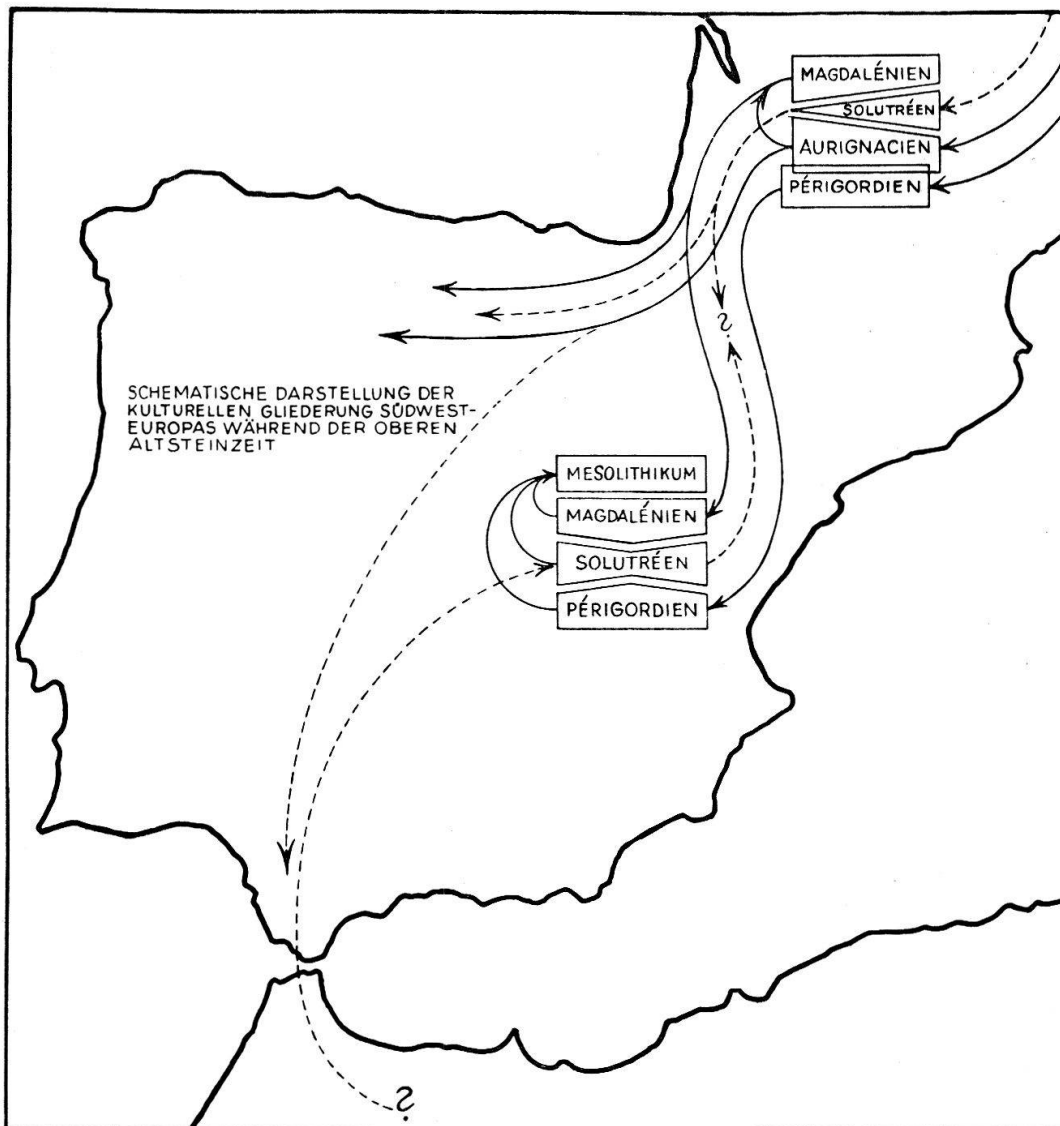 MAGDALÉNIEN
SOLUTRÉEN
AURIGNACIEN
PÉRIGORDIEN
?
SCHEMATISCHE DARSTELLUNG DER
KULTURELLEN GLIEDERUNG SÜDWEST-
EUROPAS WÄHREND DER OBEREN
ALTSTEINZEIT
MESOLITHIKUM
MAGDALÉNIEN
SOLUTRÉEN
PÉRIGORDIEN
?